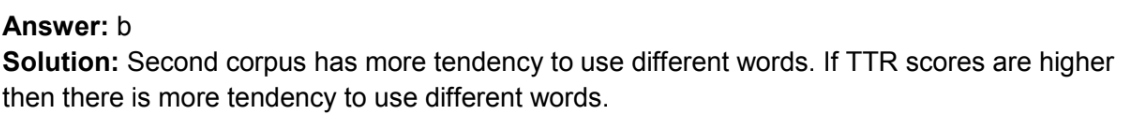 Answer: b
Solution: Second corpus has more tendency to use different words. If TTR scores are higher
then there is more tendency to use different words.